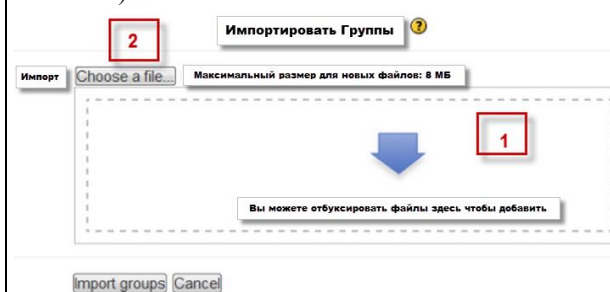 Импортировать Группы
2
Импорт Choose a file... Максимальный размер для новых файлов: 8 МБ
1
Вы можете отбуксировать файлы здесь чтобы добавить
Import groups Cancel